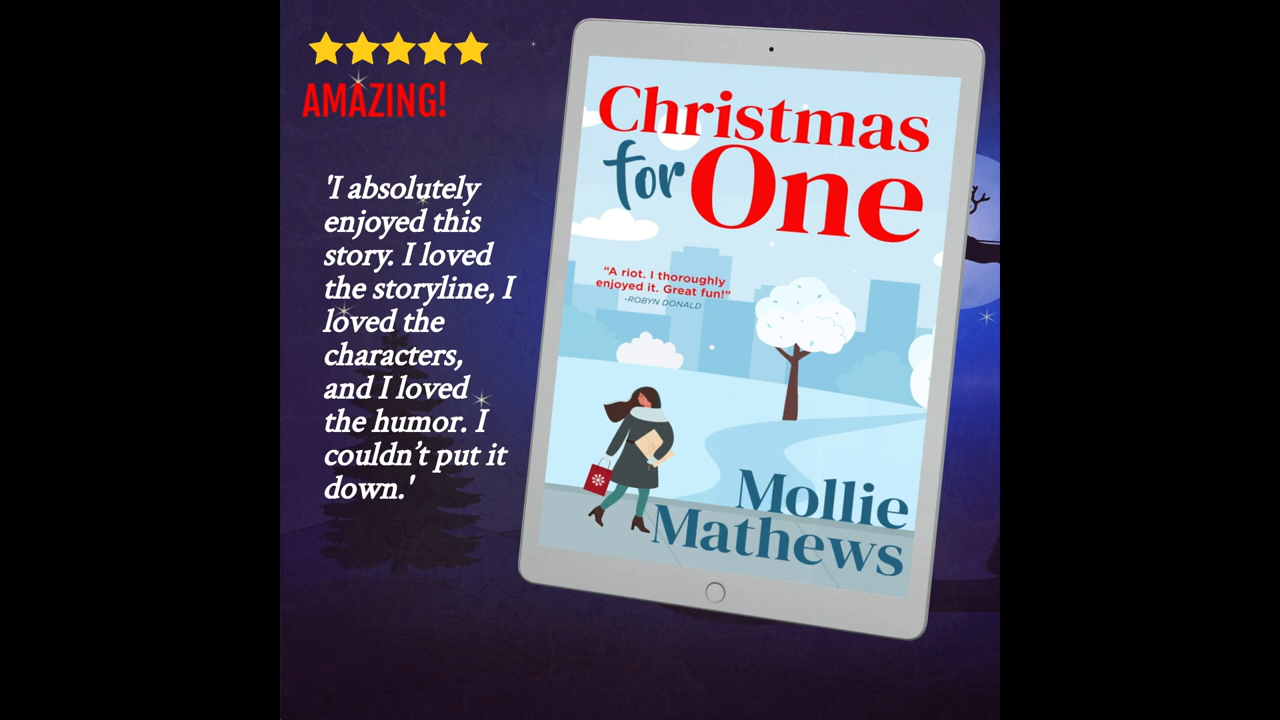 AMAZING!
'I absolutely
enjoyed this
story. I loved
the storyline, I
loved the
characters,
and I loved
the humor. I
couldn’t put it
down.'
Christmas
for One
“A riot. I thoroughly
enjoyed it. Great fun!”
-ROBYN DONALD
Mollie
Mathews